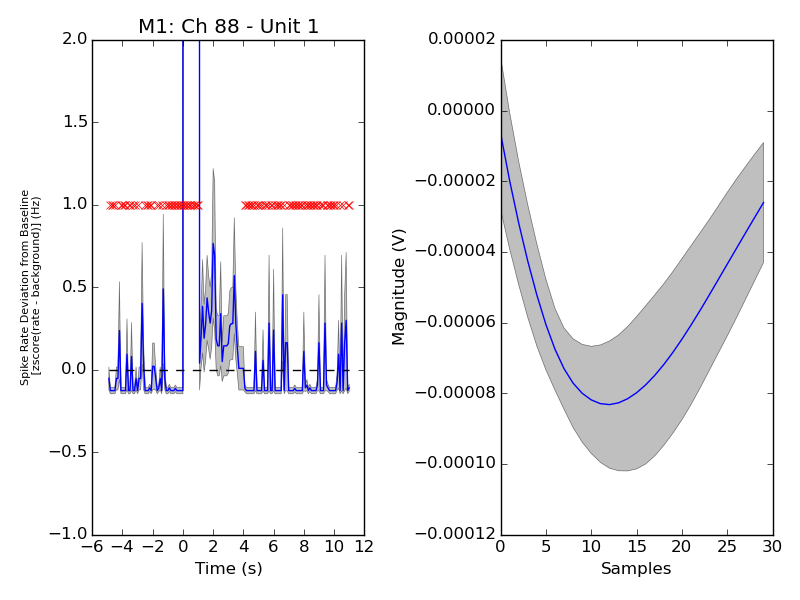 M1: Ch 88 - Unit 1
2.0
1.5
1.0
0.5
0.0
−0.5
−1.0
−6 −4 −2 0 2 4 6 8 10 12
Time (s)
Spike Rate Deviation from Baseline
[zscore(rate - background)] (Hz)
0.00002
0.00000
−0.00002
−0.00004
−0.00006
−0.00008
−0.00010
−0.00012
0 5 10 15 20 25 30
Samples
Magnitude (V)